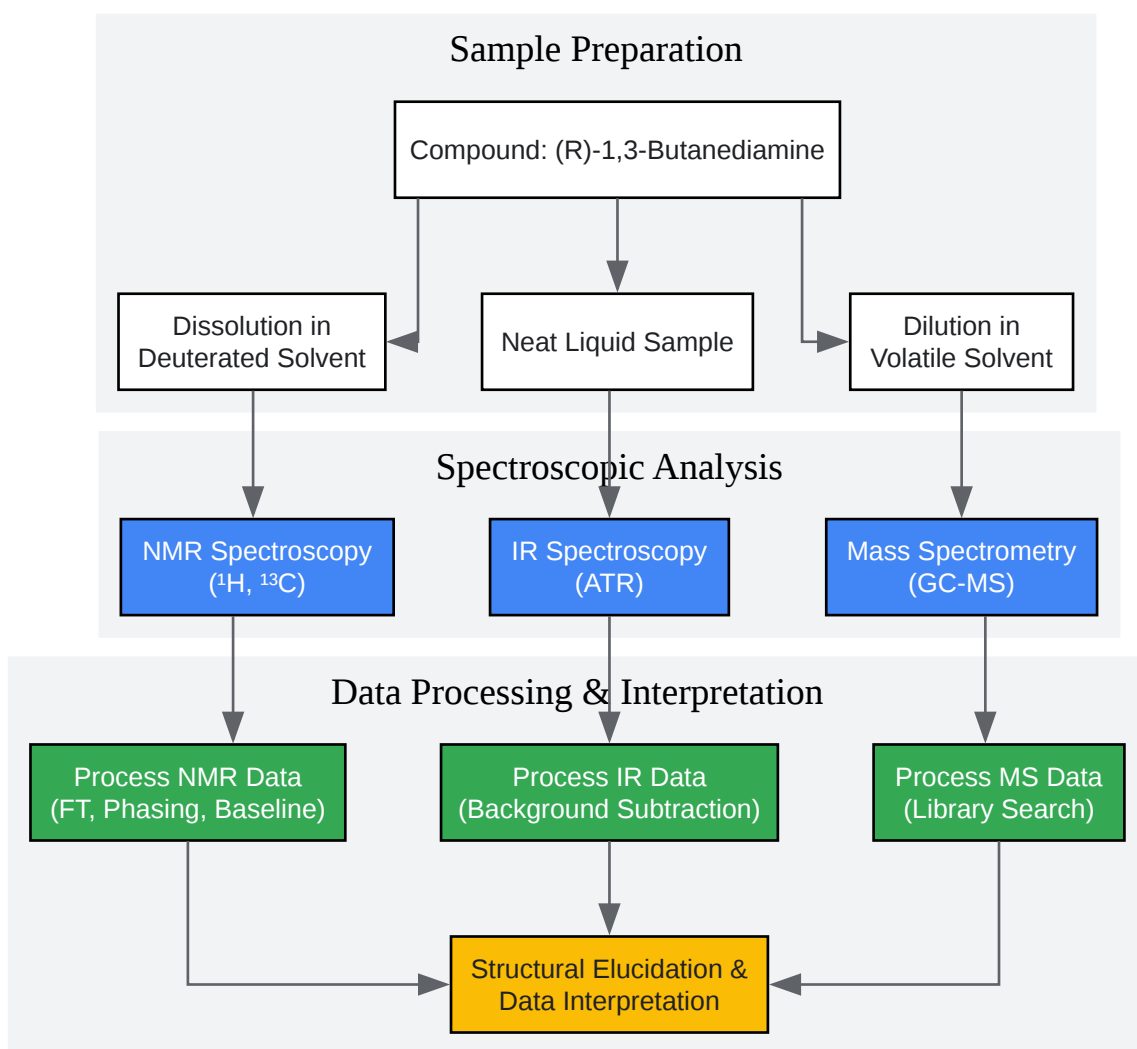 Sample Preparation
Compound: (R)-1,3-Butanediamine
Dissolution in
Deuterated Solvent
Neat Liquid Sample
Dilution in
Volatile Solvent
Spectroscopic Analysis
NMR Spectroscopy
(¹H, ¹³C)
IR Spectroscopy
(ATR)
Mass Spectrometry
(GC-MS)
Data Processing & Interpretation
Process NMR Data
(FT, Phasing, Baseline)
Process IR Data
(Background Subtraction)
Process MS Data
(Library Search)
Structural Elucidation &
Data Interpretation